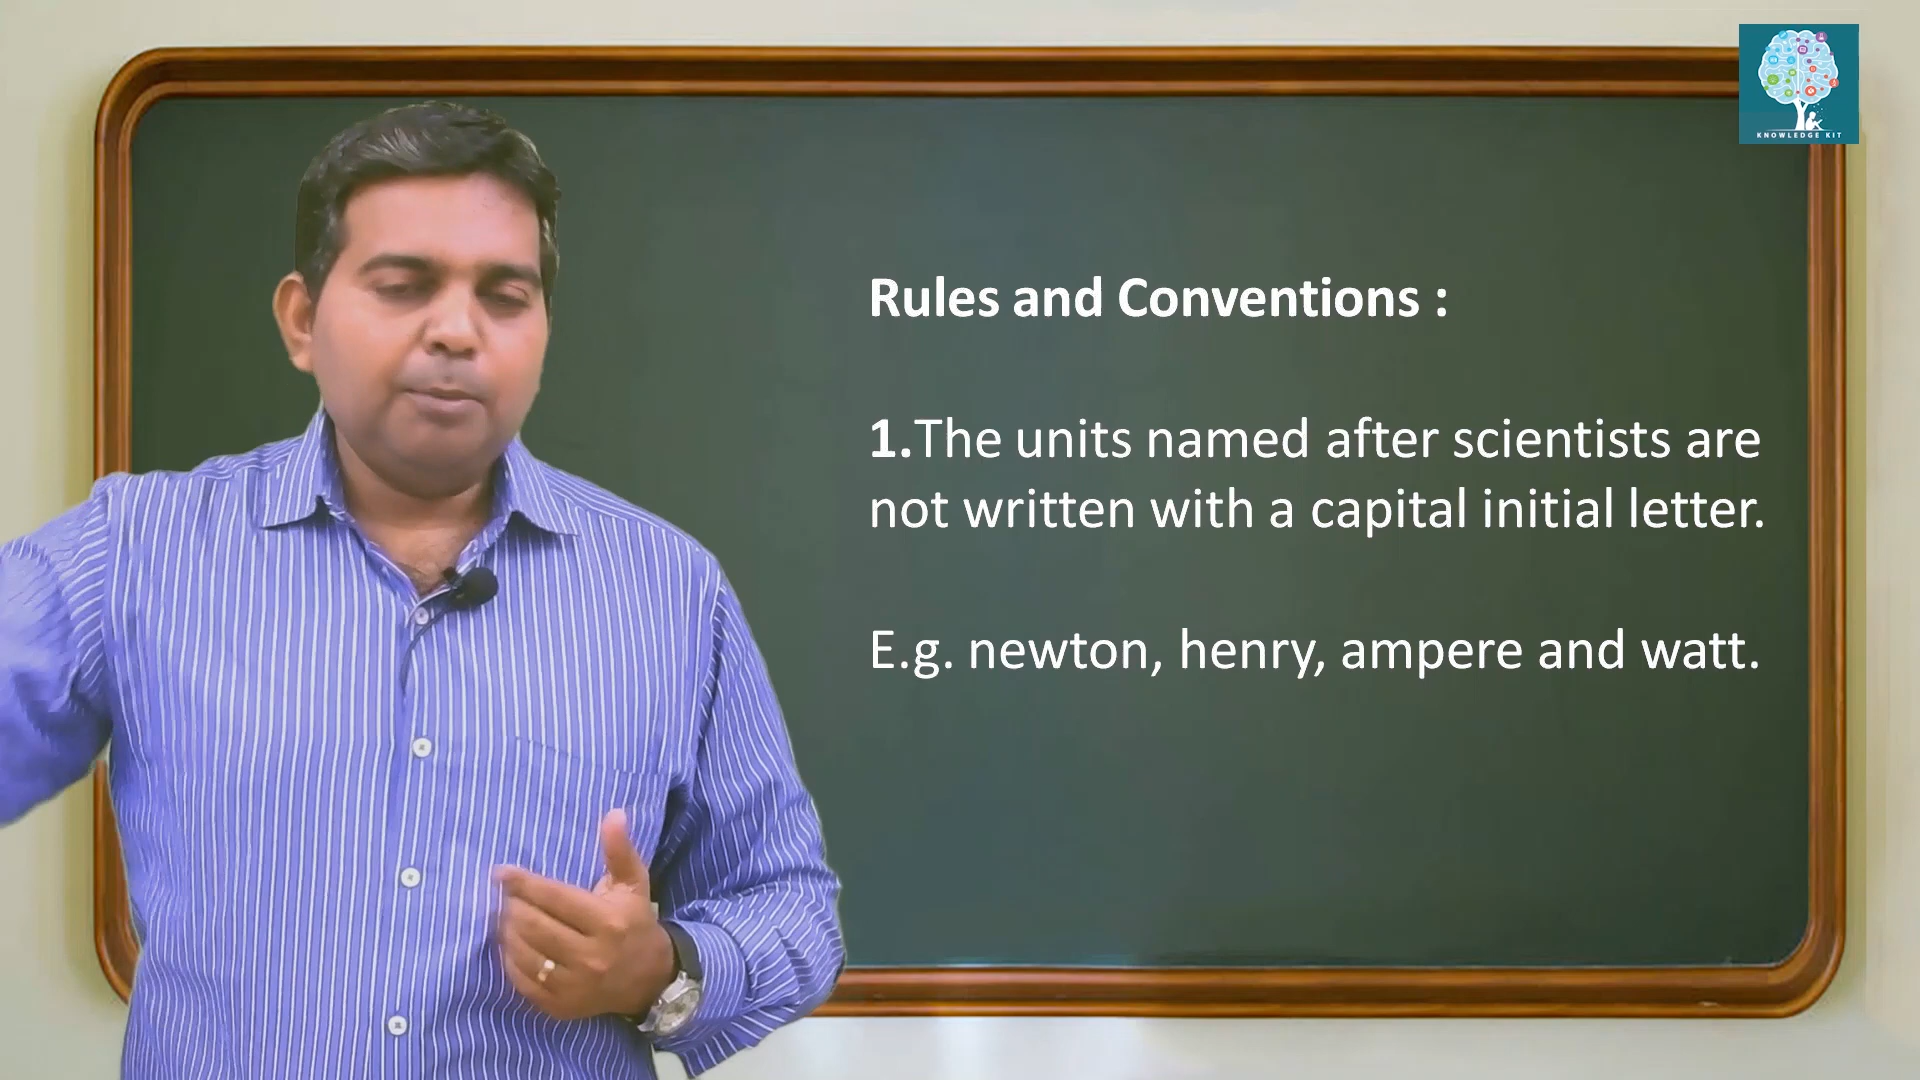 KNOWLEDGE KIT
Rules and Conventions :
1.The units named after scientists are
not written with a capital initial letter.
E.g. newton, henry, ampere and watt.